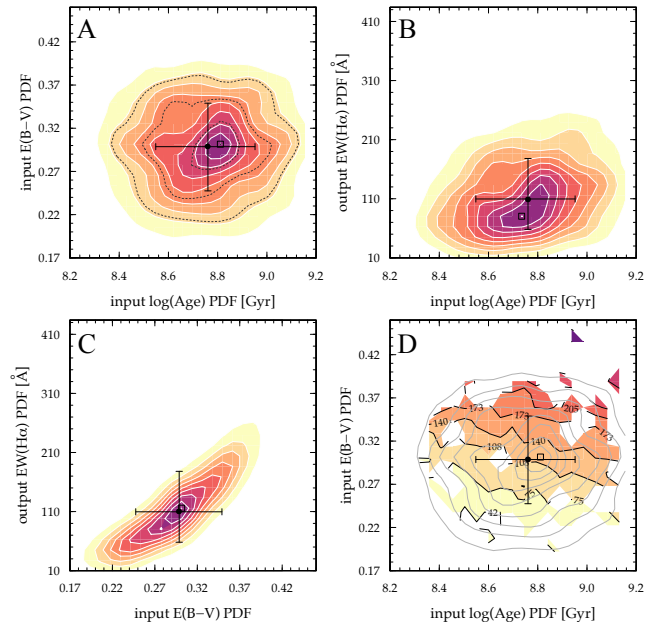 A
input E(B−V) PDF
0.42
0.37
0.32
0.27
0.22
0.17
8.2 8.4 8.6 8.8 9.0 9.2
input log(Age) PDF [Gyr]
B
output EW(Hα) PDF [Å]
410
310
210
110
10
8.2 8.4 8.6 8.8 9.0 9.2
input log(Age) PDF [Gyr]
C
output EW(Hα) PDF [Å]
410
310
210
110
10
0.17 0.22 0.27 0.32 0.37 0.42
input E(B−V) PDF
D
input E(B−V) PDF
0.42
0.37
0.32
0.27
0.22
0.17
173 173 205
140 140 173
108
108
75 75
42
8.2 8.4 8.6 8.8 9.0 9.2
input log(Age) PDF [Gyr]